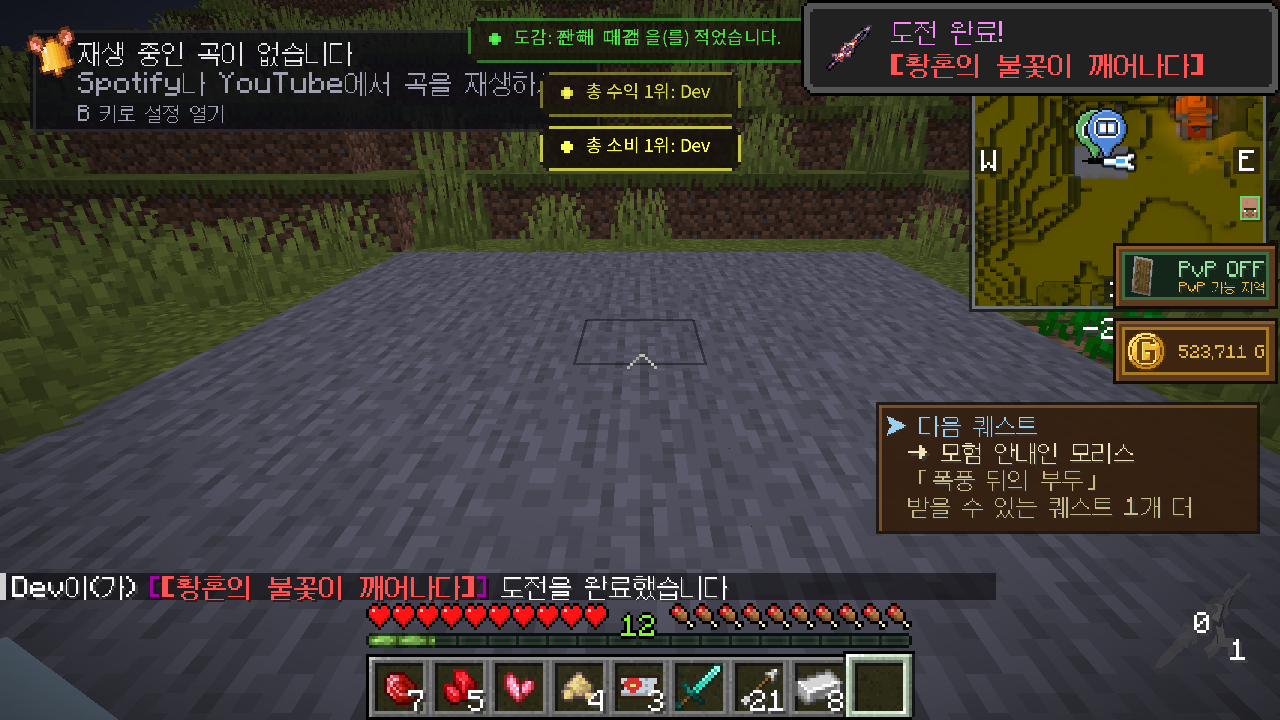 재생 중인 곡이 없습니다
Spotify나 YouTube에서 곡을 재생하.
B 키로 설정 열기
도감: 짠해 대검 을(를) 적었습니다.
총 수익 1위: Dev
총 소비 1위: Dev
도전 완료!
【황혼의 불꽃이 깨어나다】
W
E
PvP OFF
PvP 가능 지역
523,711 G
다음 퀘스트
→ 모험 안내인 모리스
「폭풍 뒤의 부두」
받을 수 있는 퀘스트 1개 더
Dev이(가) [【황혼의 불꽃이 깨어나다】] 도전을 완료했습니다
12
0
1
7
5
4
3
21
8